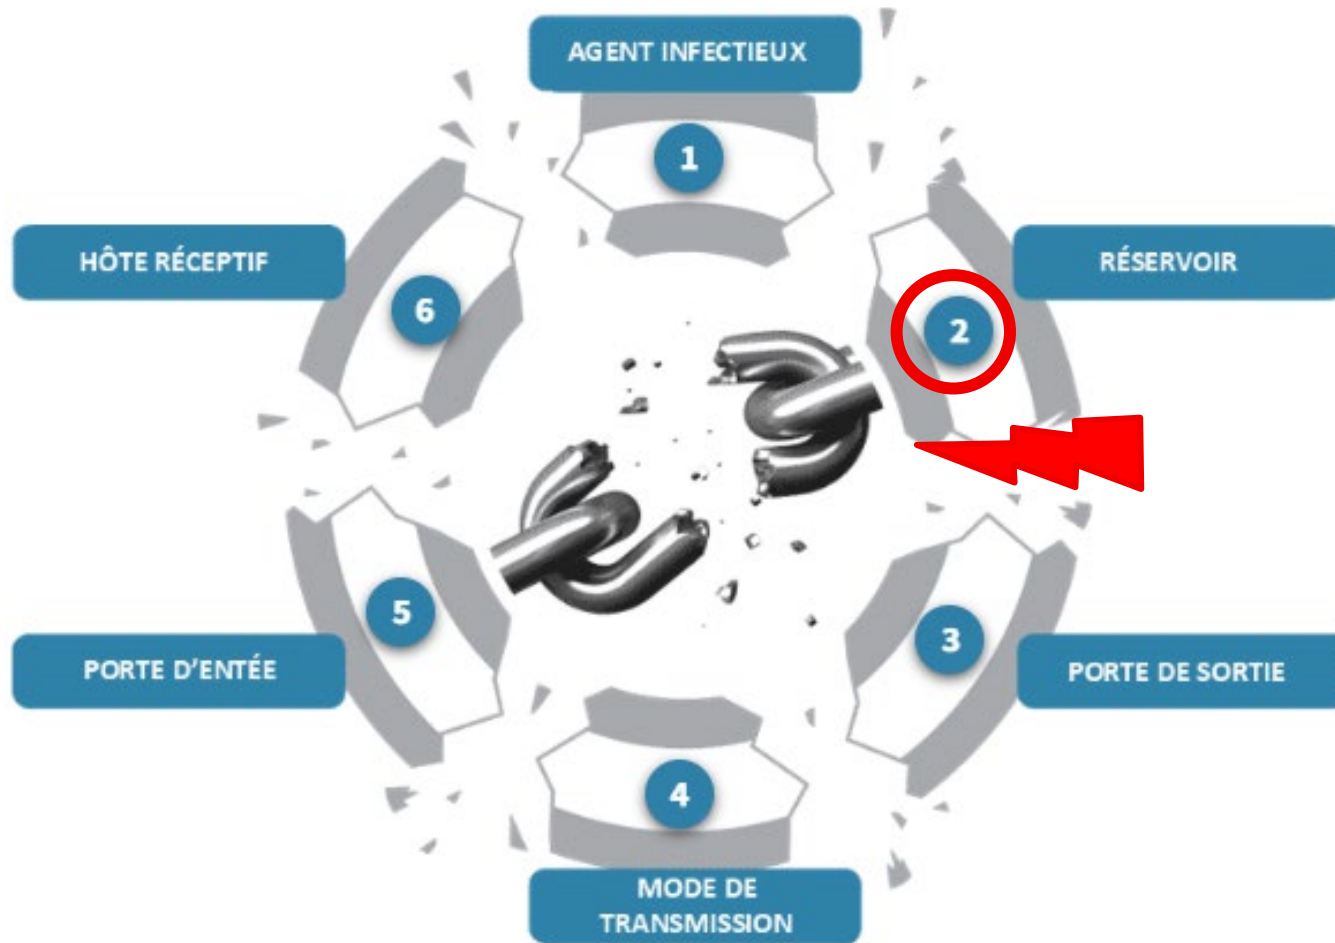 AGENT INFECTIEUX
1
HÔTE RÉCEPTIF
RÉSERVOIR
6
2
5
3
PORTE D'ENTÉE
PORTE DE SORTIE
4
MODE DE
TRANSMISSION